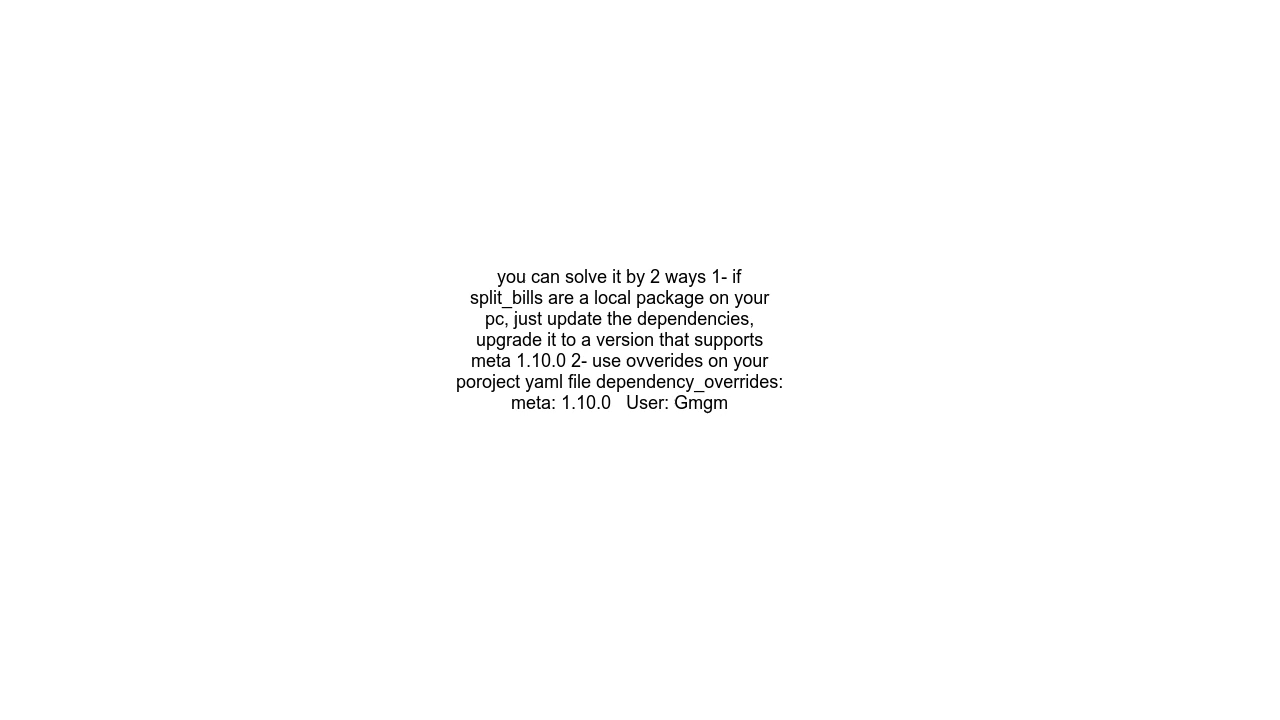 you can solve it by 2 ways 1- if
split_bills are a local package on your
pc, just update the dependencies,
upgrade it to a version that supports
meta 1.10.0 2- use ovverides on your
poroject yaml file dependency_overrides:
meta: 1.10.0   User: Gmgm